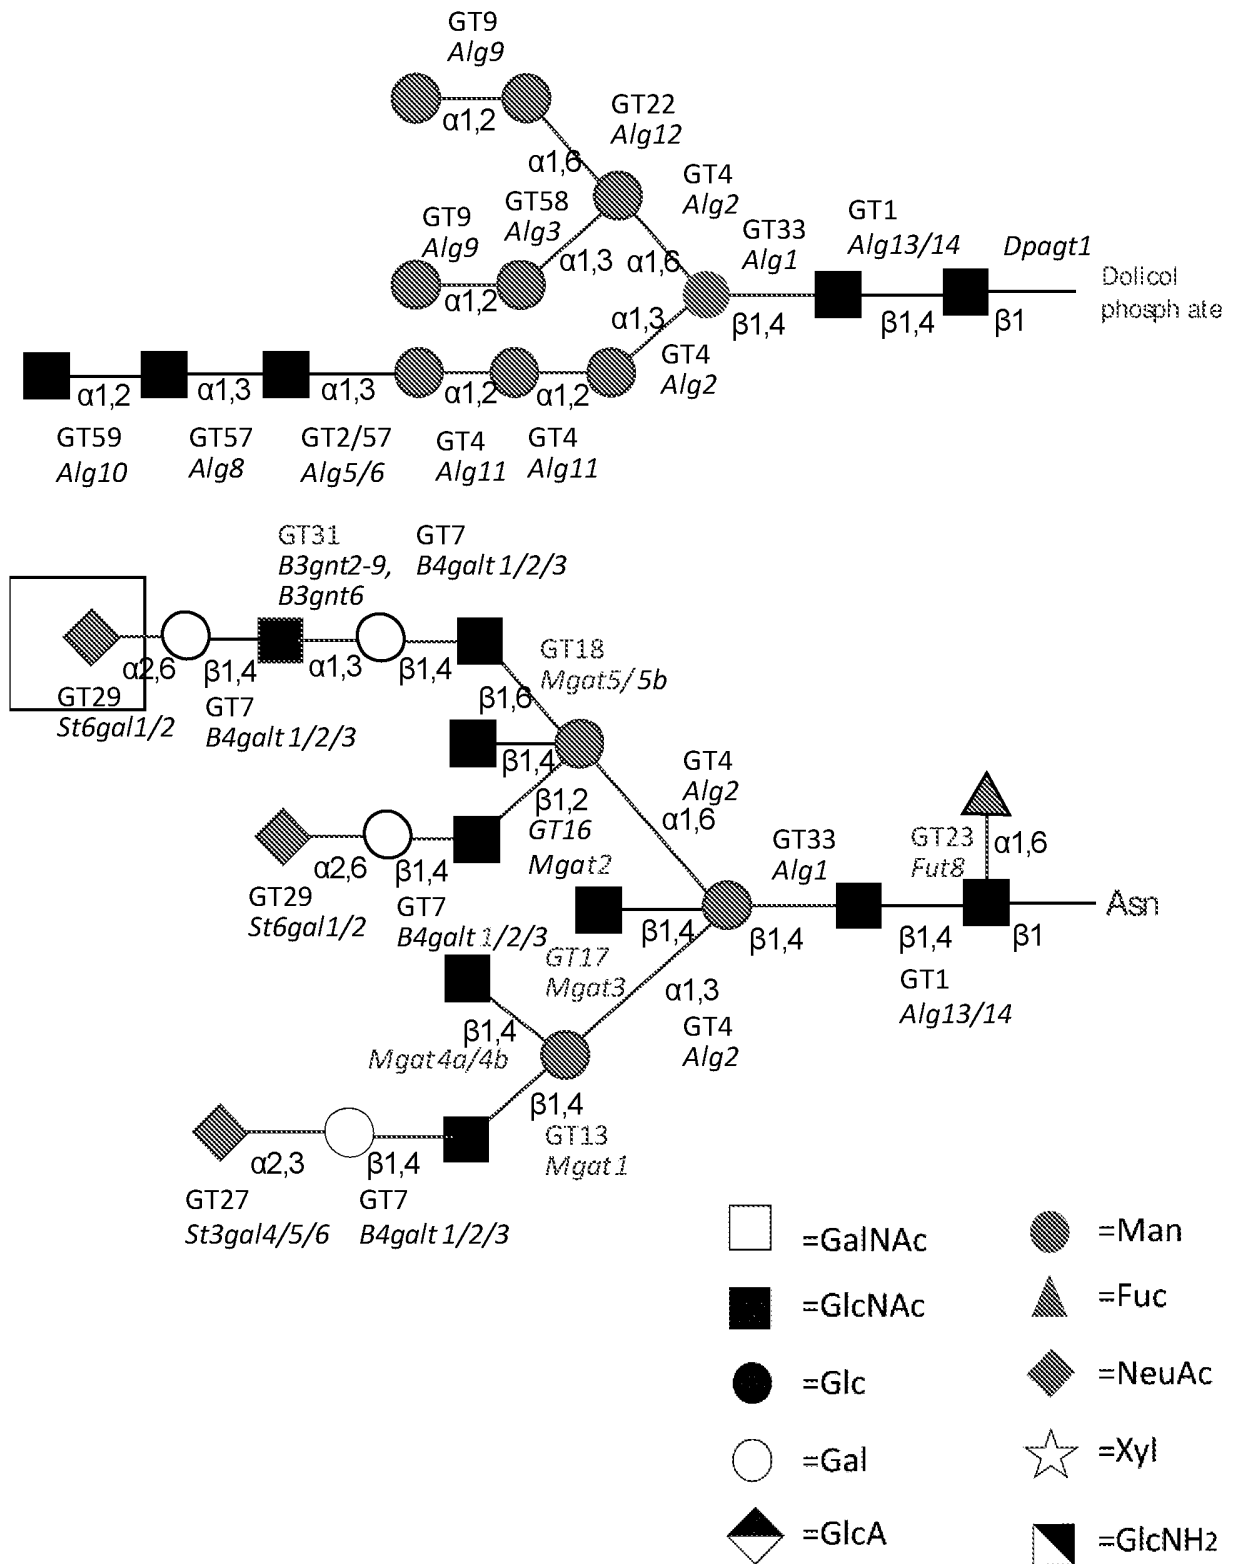 GT9
Alg9
α1,2
GT22
Alg12
α1,6
GT4
Alg2
GT58
Alg3
GT9
Alg9
GT33
Alg1
GT1
Alg13/14
Dpagt1
α1,3
α1,6
α1,2
Dolicol
phosph ate
α1,3
β1,4
β1,4
β1
GT4
Alg2
α1,2
α1,3
α1,3
α1,2
α1,2
GT59
Alg10
GT57
Alg8
GT2/57
Alg5/6
GT4
Alg11
GT4
Alg11
GT31
B3gnt2-9,
B3gnt6
GT7
B4galt 1/2/3
α2,6
β1,4
α1,3
β1,4
GT18
Mgat5/5b
GT29
St6gal1/2
GT7
B4galt 1/2/3
β1,6
β1,4
β1,2
GT4
Alg2
α1,6
GT16
Mgat2
α2,6
β1,4
GT33
Alg1
GT23
Fut8
α1,6
GT29
St6gal1/2
GT7
B4galt 1/2/3
β1,4
β1,4
β1,4
β1
Asn
GT17
Mgat3
α1,3
GT1
Alg13/14
β1,4
Mgat4a/4b
GT4
Alg2
β1,4
GT13
Mgat1
α2,3
β1,4
GT27
St3gal4/5/6
GT7
B4galt 1/2/3
=GalNAc
=Man
=GlcNAc
=Fuc
=Glc
=NeuAc
=Gal
=Xyl
=GlcA
=GlcNH2